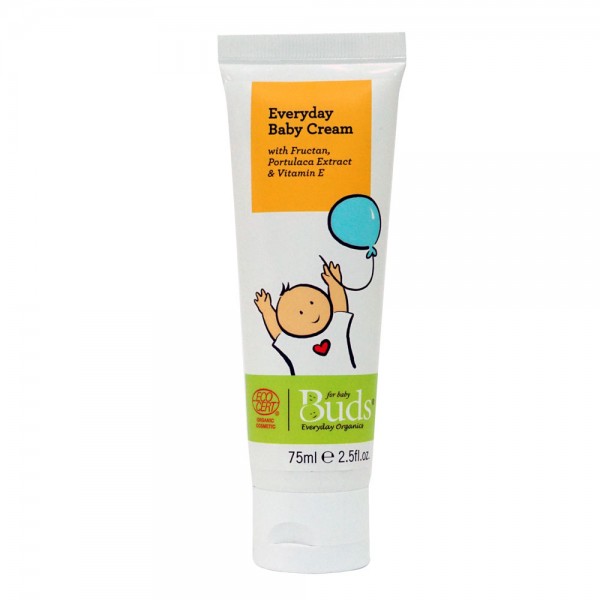 Everyday
Baby Cream
with Fructan,
Portulaca Extract
& Vitamin E
ECO
CERT
ORGANIC
COSMETIC
for baby
Buds
Everyday Organics
75ml ℮ 2.5fl.oz.